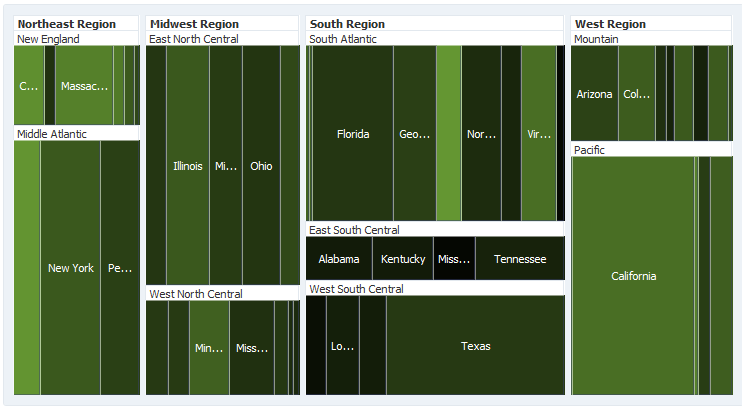 Northeast Region
New England
C...
Massac...
Middle Atlantic
New York
Pe...
Midwest Region
East North Central
Illinois
Mi...
Ohio
West North Central
Min...
Miss...
South Region
South Atlantic
Florida
Geo...
Nor...
Vir...
East South Central
Alabama
Kentucky
Miss...
Tennessee
West South Central
Lo...
Texas
West Region
Mountain
Arizona
Col...
Pacific
California